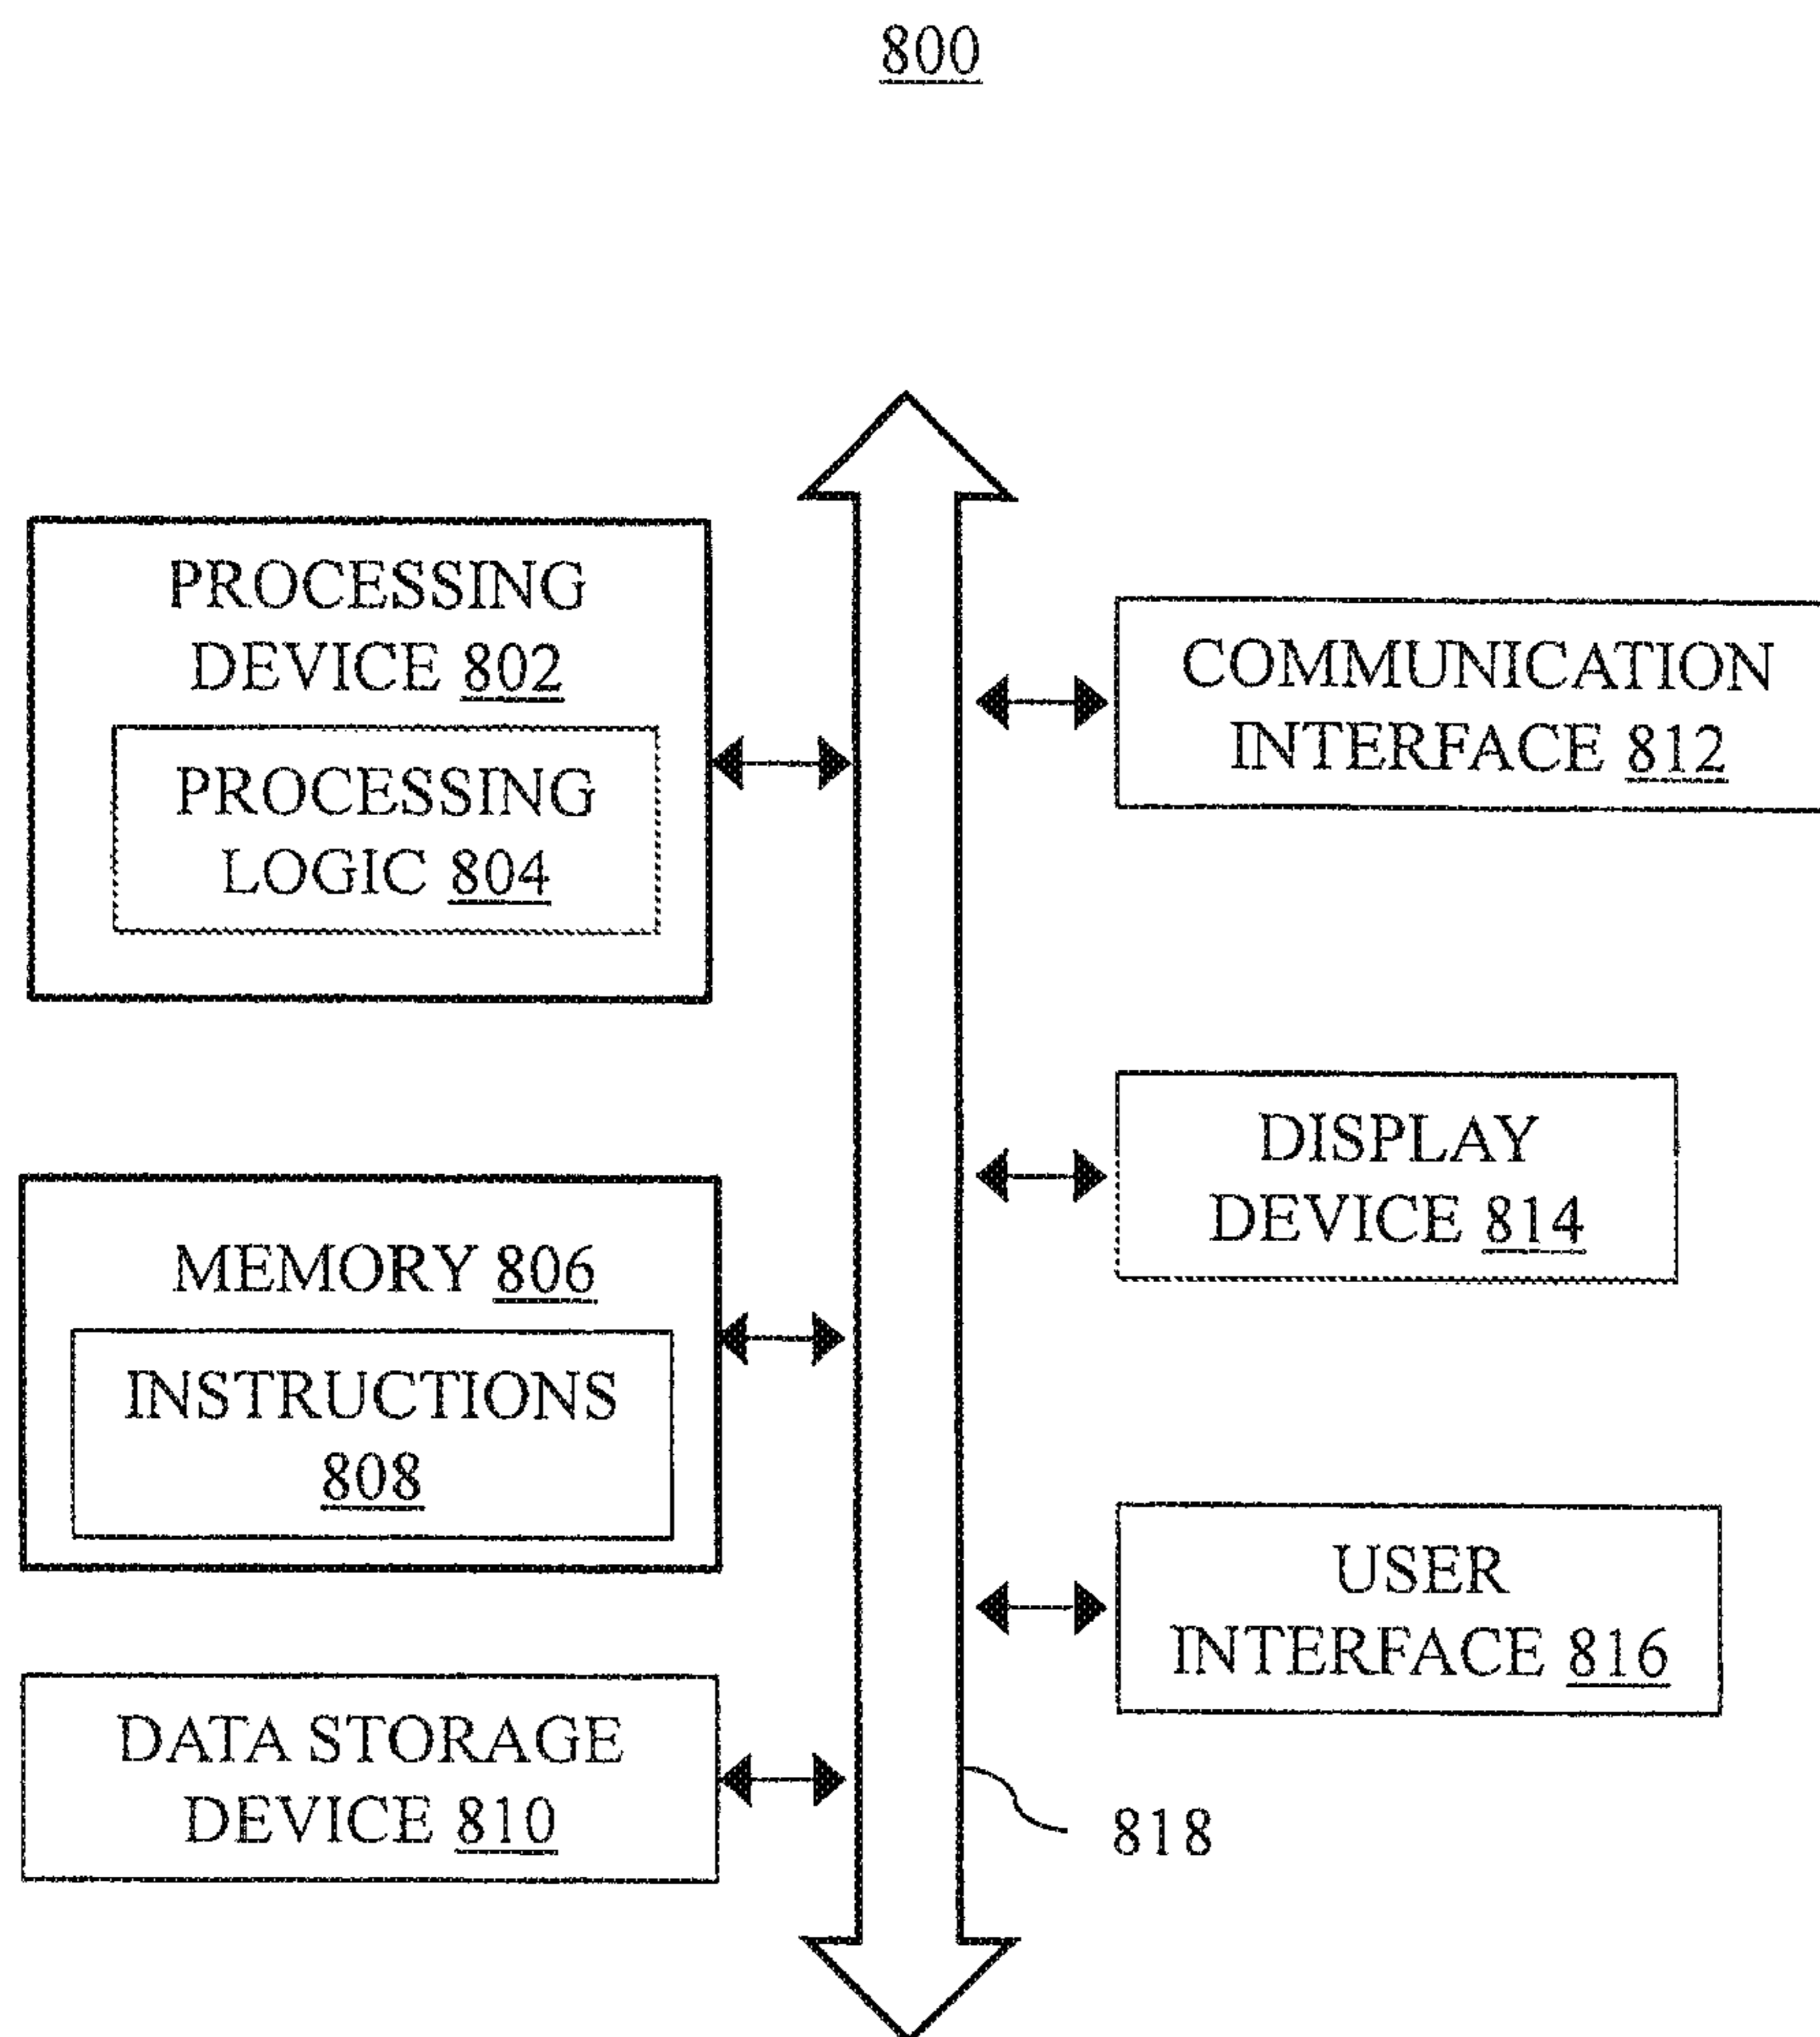 800
PROCESSING
DEVICE 802
PROCESSING
LOGIC 804
MEMORY 806
INSTRUCTIONS
808
DATA STORAGE
DEVICE 810
COMMUNICATION
INTERFACE 812
DISPLAY
DEVICE 814
USER
INTERFACE 816
818